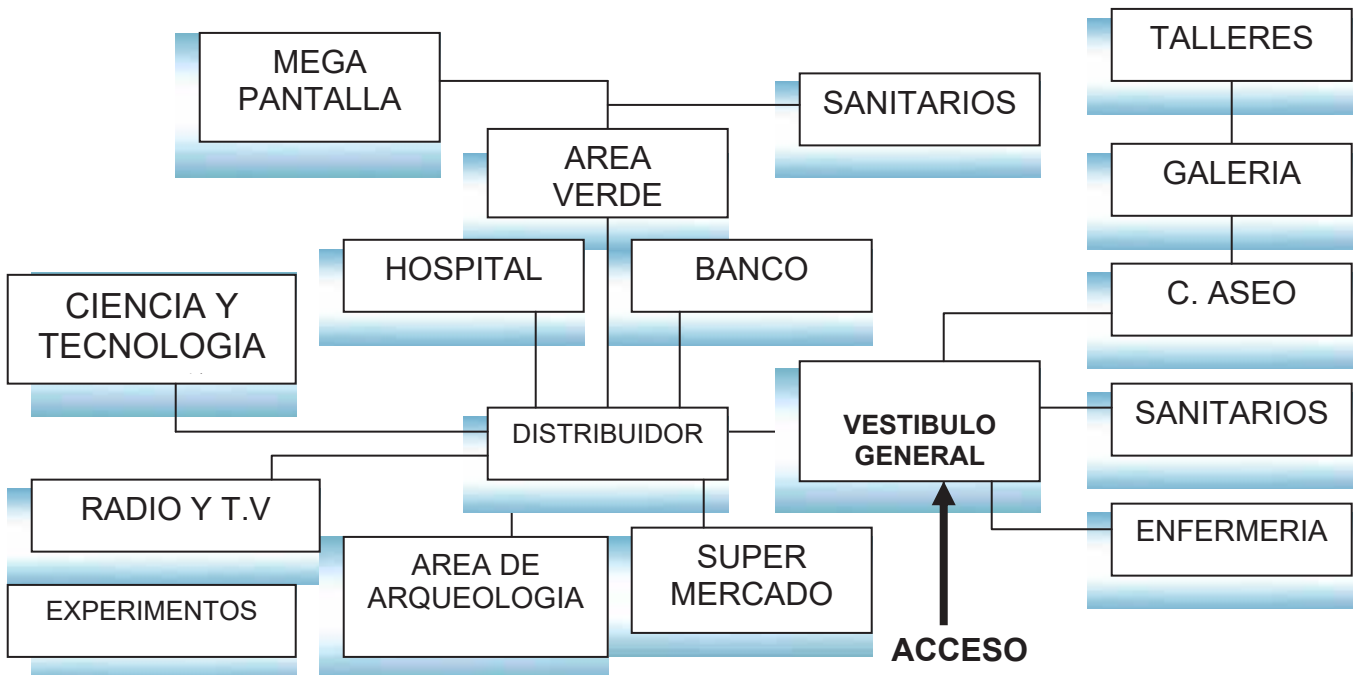 MEGA
PANTALLA
SANITARIOS
TALLERES
AREA
VERDE
GALERIA
HOSPITAL
BANCO
C. ASEO
CIENCIA Y
TECNOLOGIA
DISTRIBUIDOR
VESTIBULO
GENERAL
SANITARIOS
RADIO Y T.V
ENFERMERIA
EXPERIMENTOS
AREA DE
ARQUEOLOGIA
SUPER
MERCADO
ACCESO